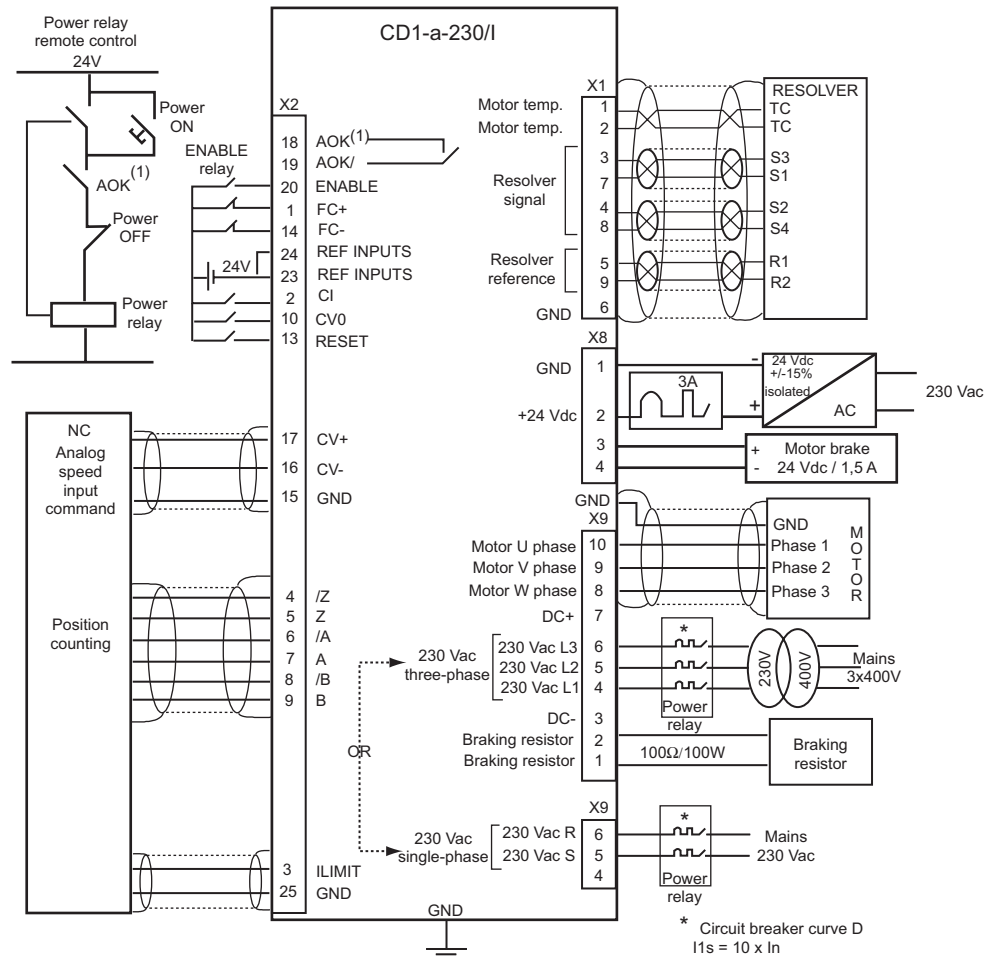 CD1-a-230/I
Power relay
remote control
24V
Power
ON
AOK(1)
Power
OFF
Power
relay
X2
ENABLE
relay
18 AOK(1)
19 AOK/
20 ENABLE
1 FC+
14 FC-
24 REF INPUTS
24V
23 REF INPUTS
2 CI
10 CV0
13 RESET
NC
Analog
speed
input
command
17 CV+
16 CV-
15 GND
Position
counting
4 /Z
5 Z
6 /A
7 A
8 /B
9 B
3 ILIMIT
25 GND
X1
Motor temp. 1
Motor temp. 2
Resolver
signal
3
7
4
8
Resolver
reference
5
9
GND 6
RESOLVER
TC
TC
S3
S1
S2
S4
R1
R2
X8
GND 1
+24 Vdc 2
3
4
3A
-
+
24 Vdc
+/-15%
isolated
AC
230 Vac
+ Motor brake
- 24 Vdc / 1,5 A
GND
X9
Motor U phase 10
Motor V phase 9
Motor W phase 8
DC+ 7
GND
Phase 1
Phase 2
Phase 3
MOTOR
230 Vac
three-phase
230 Vac L3 6
230 Vac L2 5
230 Vac L1 4
*
Power
relay
230V
400V
Mains
3x400V
DC- 3
Braking resistor 2
Braking resistor 1
100Ω/100W
Braking
resistor
OR
X9
230 Vac
single-phase
230 Vac R 6
230 Vac S 5
4
*
Power
relay
Mains
230 Vac
GND
* Circuit breaker curve D
I1s = 10 x In